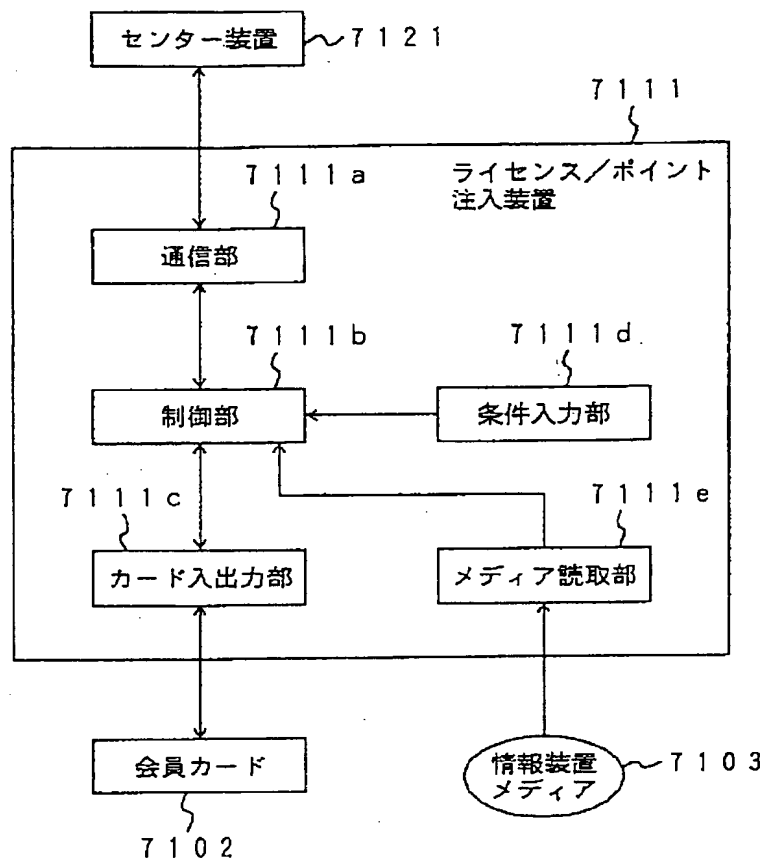 センター装置
7121
7111
ライセンス／ポイント
注入装置
7111a
通信部
7111b
制御部
7111d
条件入力部
7111c
カード入出力部
7111e
メディア読取部
会員カード
7102
情報装置
メディア
7103